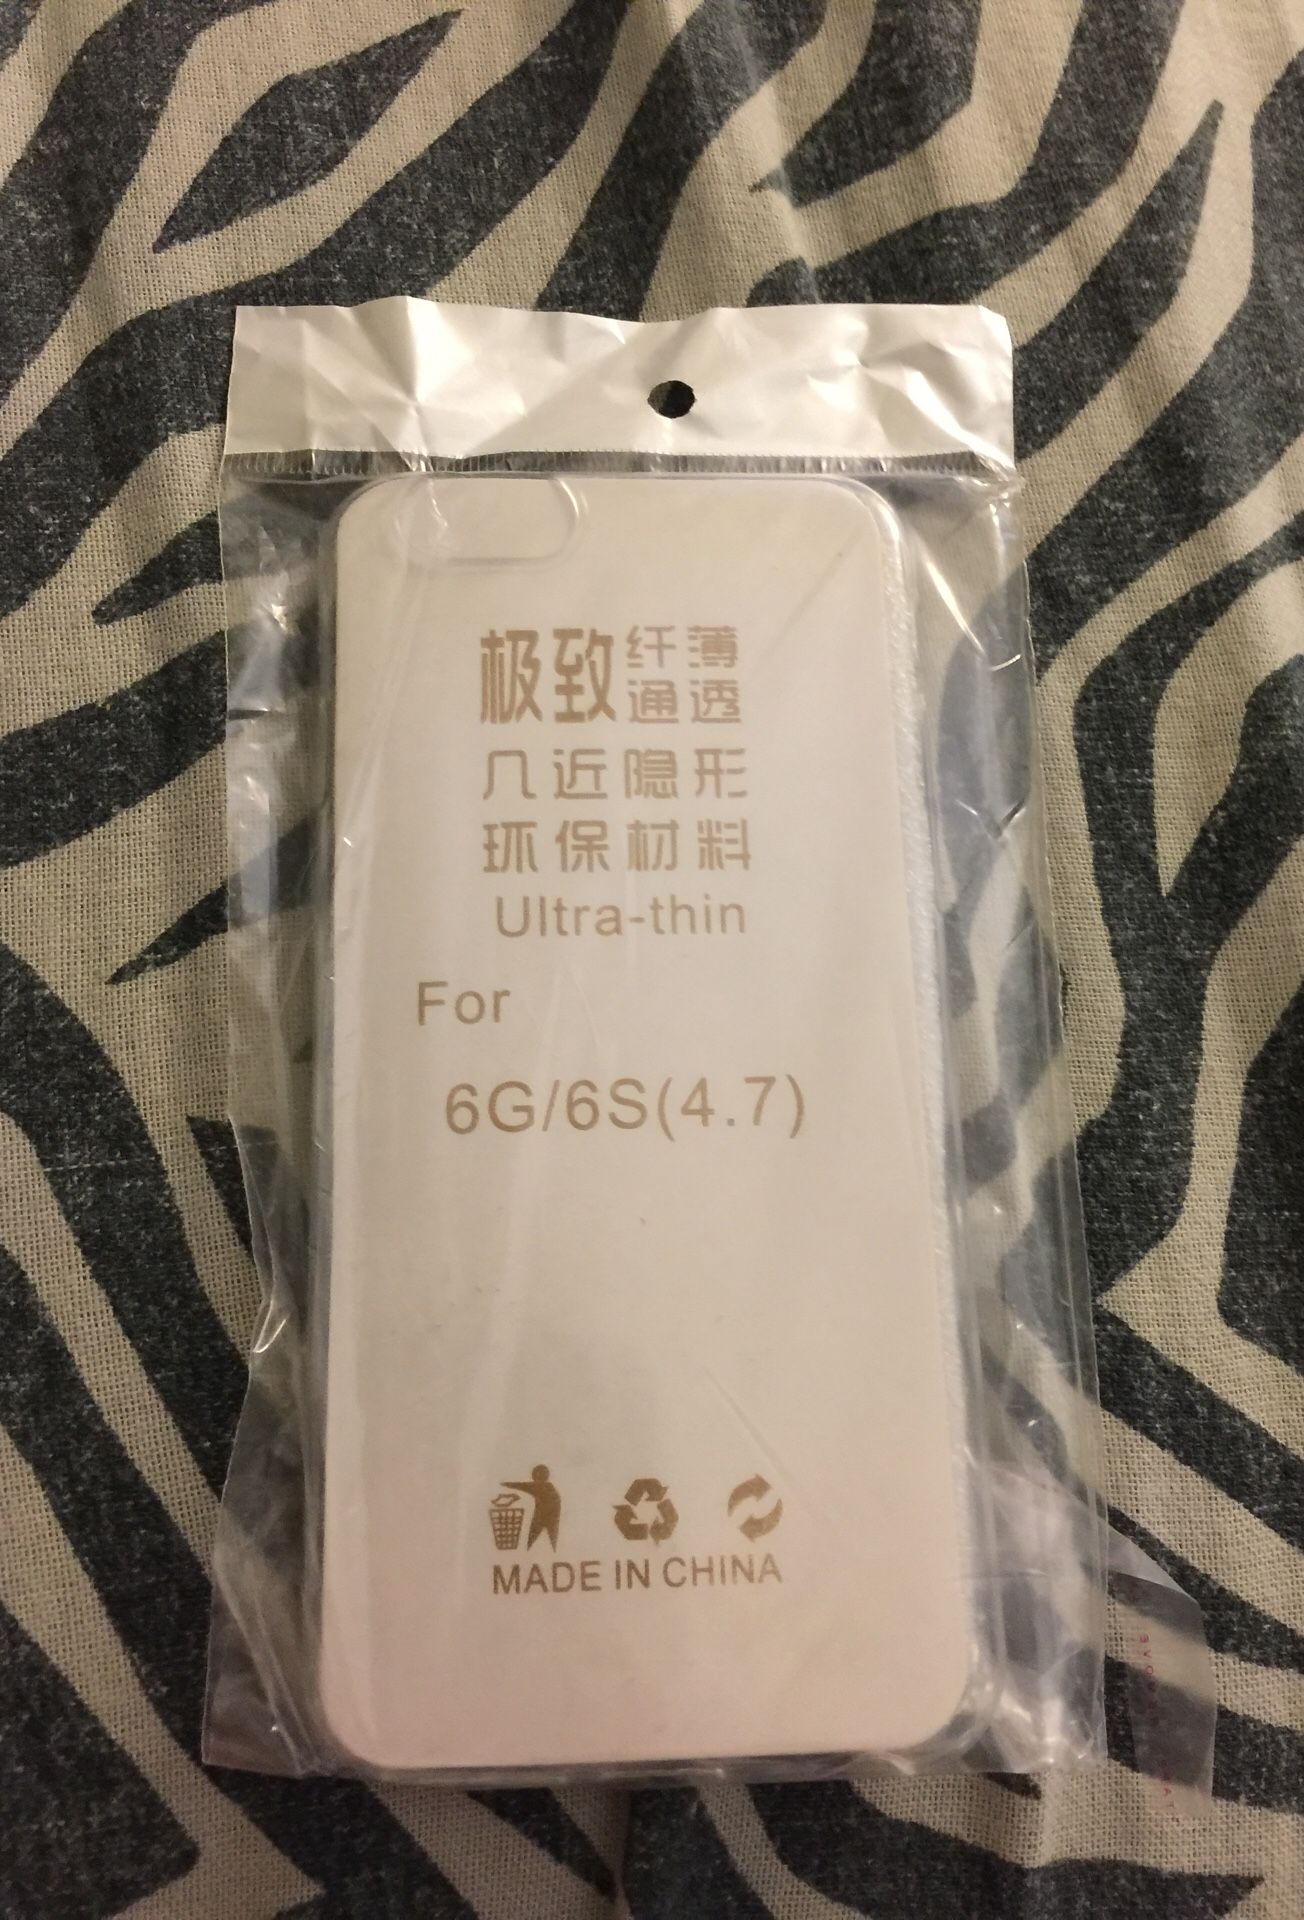 极致 纤薄
通透
几近隐形
环保材料
Ultra-thin
For
6G/6S(4.7)
MADE IN CHINA